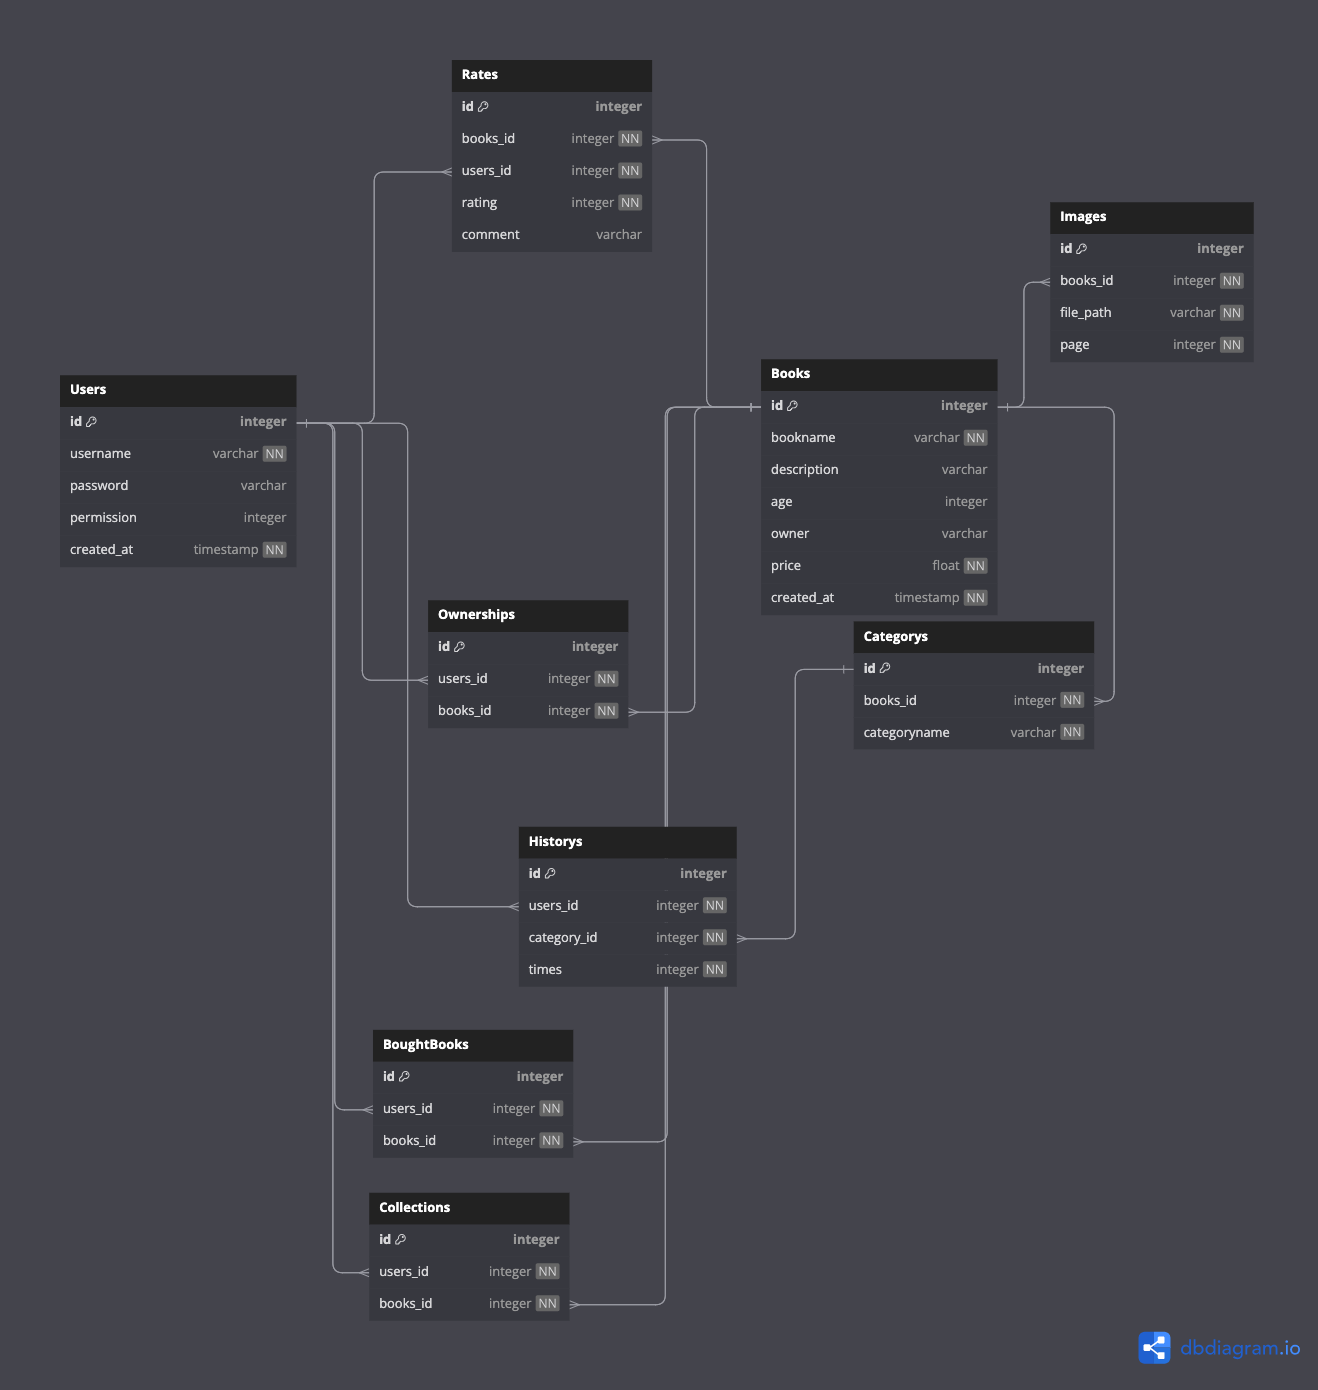 Rates
id integer
books_id integer NN
users_id integer NN
rating integer NN
comment varchar
Images
id integer
books_id integer NN
file_path varchar NN
page integer NN
Users
id integer
username varchar NN
password varchar
permission integer
created_at timestamp NN
Books
id integer
bookname varchar NN
description varchar
age integer
owner varchar
price float NN
created_at timestamp NN
Ownerships
id integer
users_id integer NN
books_id integer NN
Categorys
id integer
books_id integer NN
categoryname varchar NN
Historys
id integer
users_id integer NN
category_id integer NN
times integer NN
BoughtBooks
id integer
users_id integer NN
books_id integer NN
Collections
id integer
users_id integer NN
books_id integer NN
dbdiagram.io